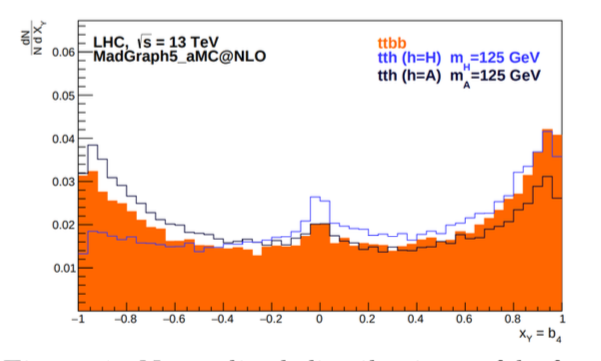 dN
N d X_Y
LHC, √s = 13 TeV
MadGraph5_aMC@NLO
ttbb
tth (h=H) m_H=125 GeV
tth (h=A) m_A=125 GeV
0.06
0.05
0.04
0.03
0.02
0.01
−1 −0.8 −0.6 −0.4 −0.2 0 0.2 0.4 0.6 0.8 1
x_Y = b_4